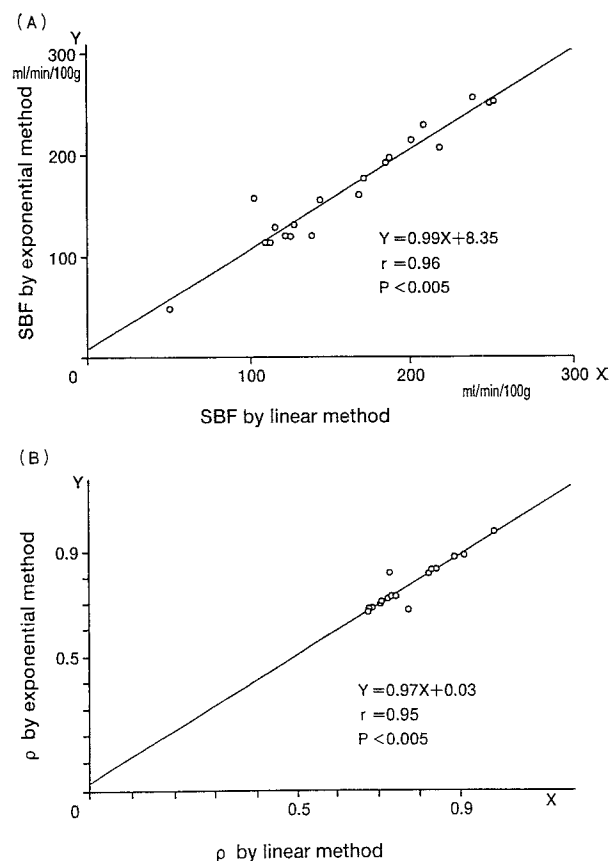 (A)
Y
300
ml/min/100g
200
100
0
100
200
300 X
ml/min/100g
SBF by exponential method
Y=0.99X+8.35
r=0.96
P<0.005
SBF by linear method
(B)
Y
0.9
0.5
0
0.5
0.9
X
ρ by exponential method
Y=0.97X+0.03
r=0.95
P<0.005
ρ by linear method